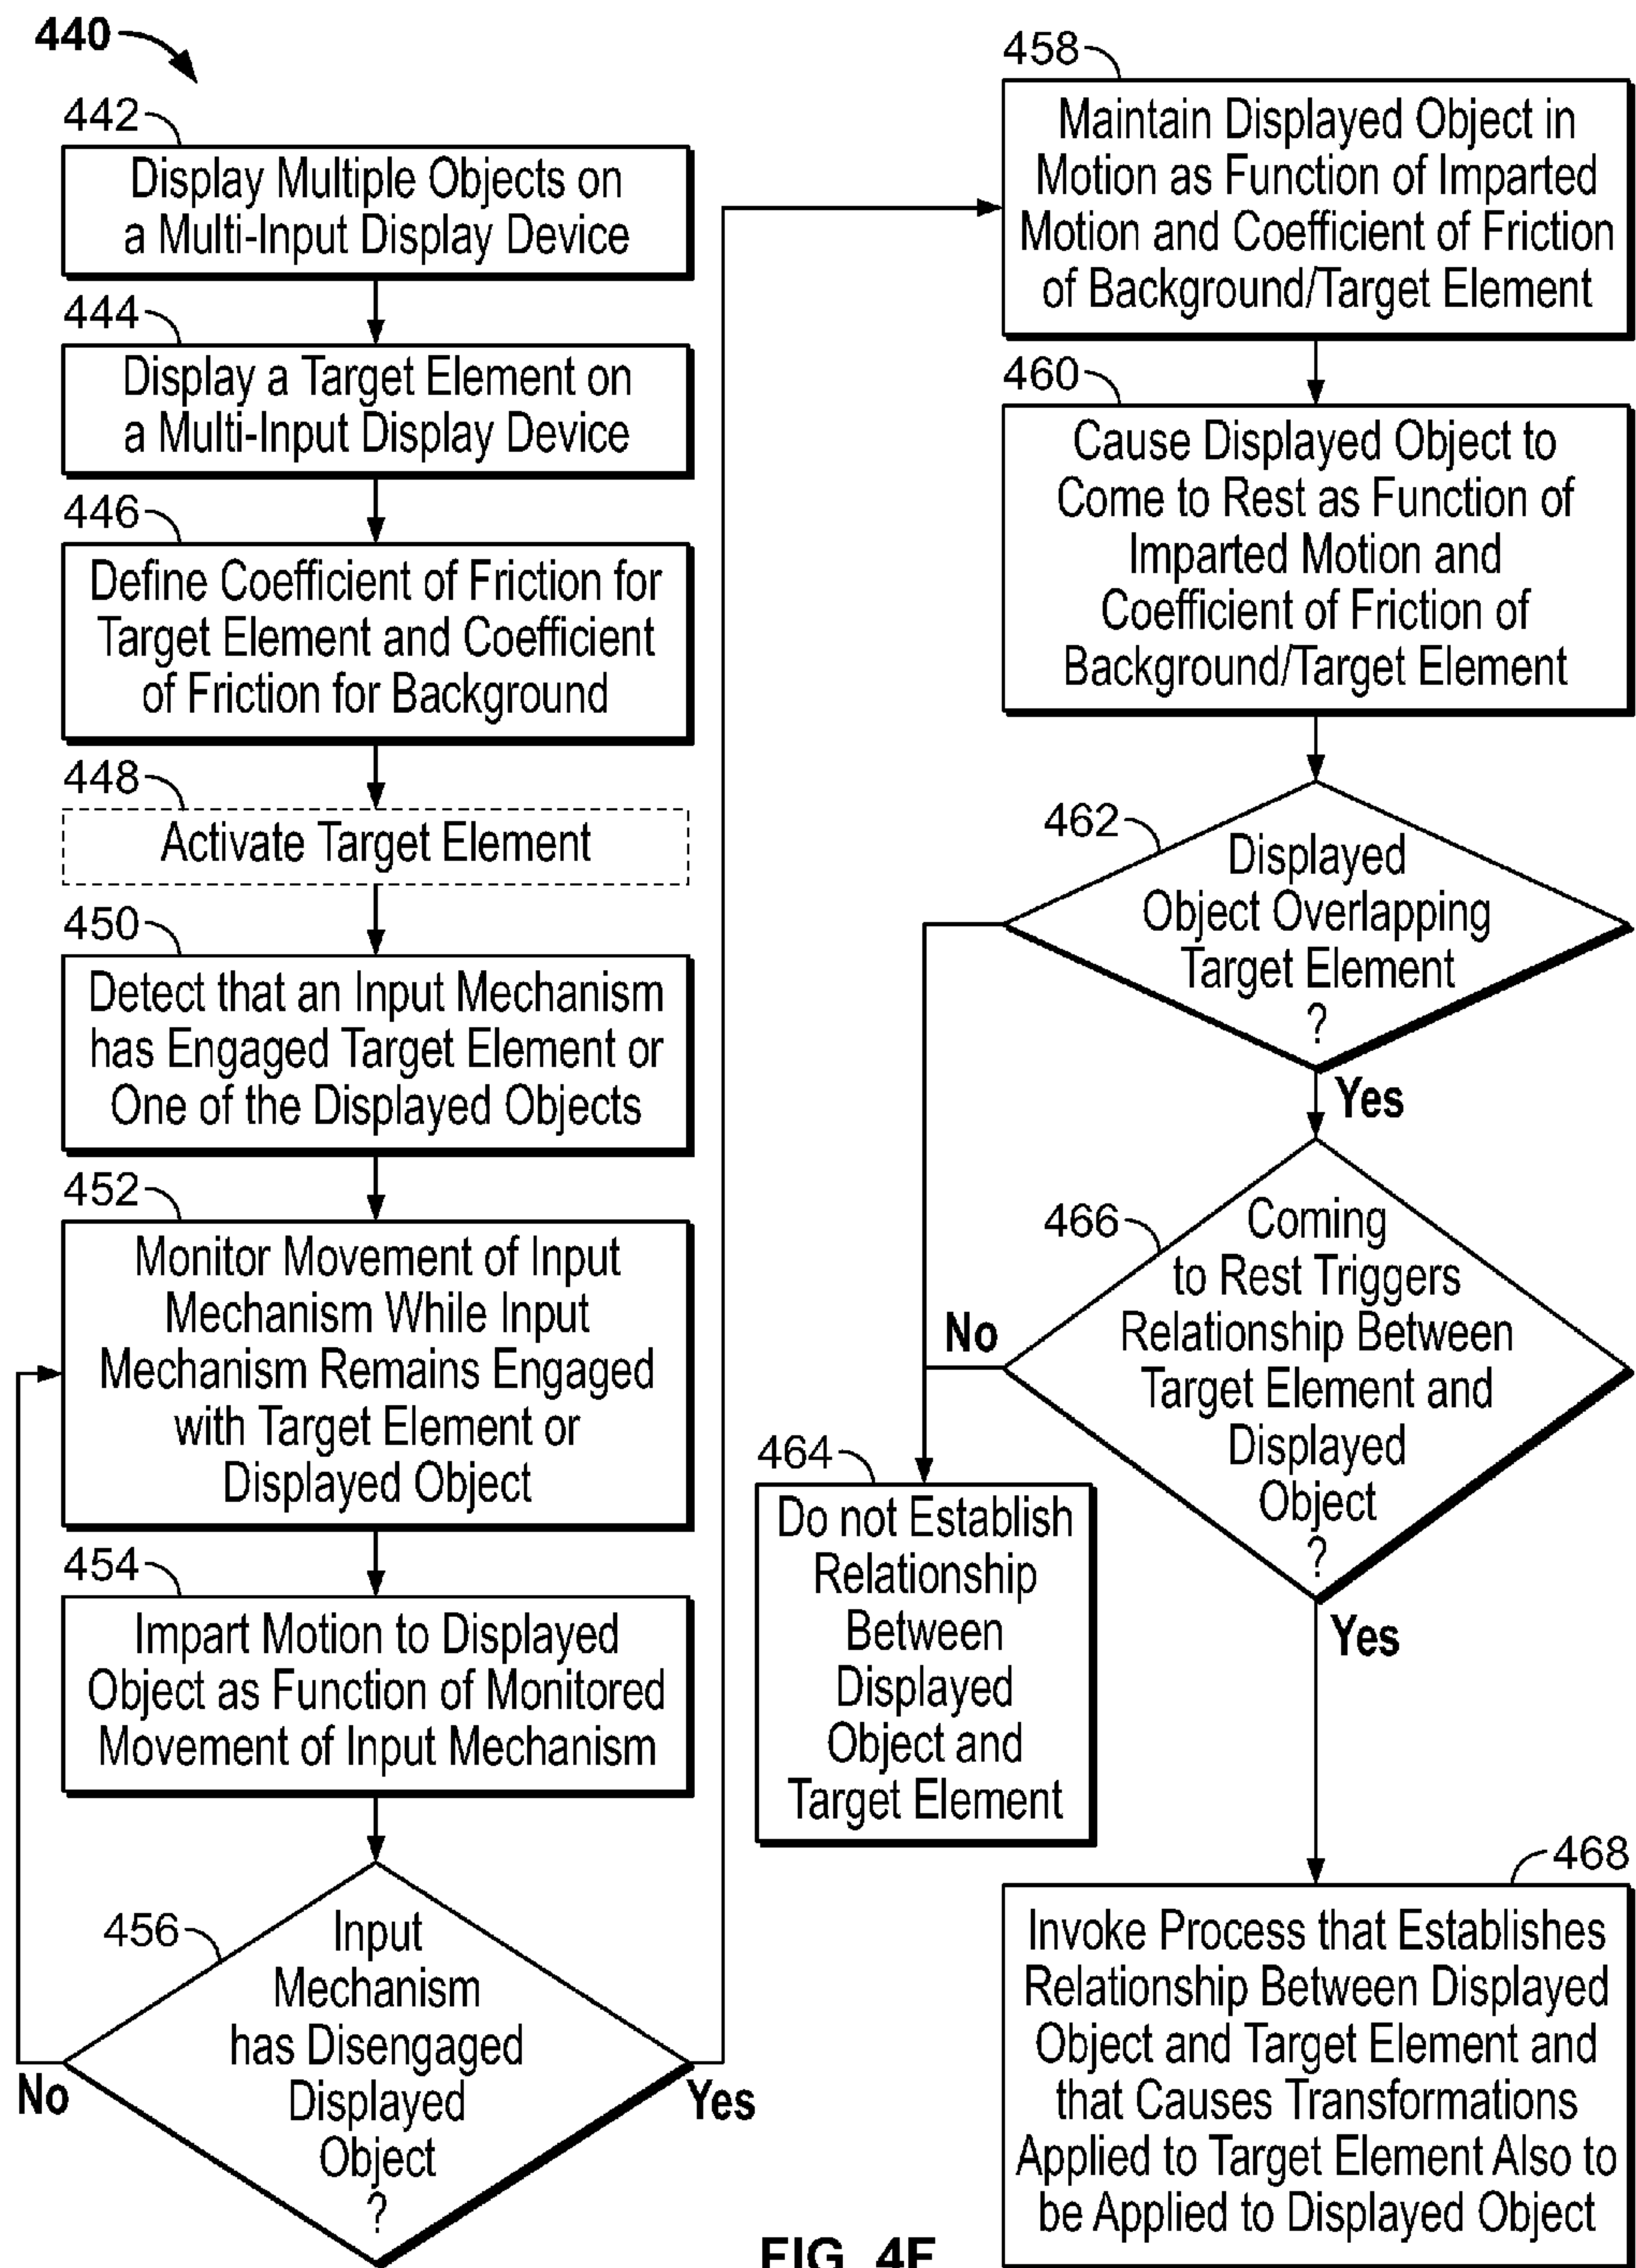 440
442
Display Multiple Objects on
a Multi-Input Display Device
444
Display a Target Element on
a Multi-Input Display Device
446
Define Coefficient of Friction for
Target Element and Coefficient
of Friction for Background
448
Activate Target Element
450
Detect that an Input Mechanism
has Engaged Target Element or
One of the Displayed Objects
452
Monitor Movement of Input
Mechanism While Input
Mechanism Remains Engaged
with Target Element or
Displayed Object
454
Impart Motion to Displayed
Object as Function of Monitored
Movement of Input Mechanism
456
Input
Mechanism
has Disengaged
Displayed
Object
?
No
Yes
458
Maintain Displayed Object in
Motion as Function of Imparted
Motion and Coefficient of Friction
of Background/Target Element
460
Cause Displayed Object to
Come to Rest as Function of
Imparted Motion and
Coefficient of Friction of
Background/Target Element
462
Displayed
Object Overlapping
Target Element
?
Yes
466
Coming
to Rest Triggers
Relationship Between
Target Element and
Displayed
Object
?
No
Yes
464
Do not Establish
Relationship
Between
Displayed
Object and
Target Element
468
Invoke Process that Establishes
Relationship Between Displayed
Object and Target Element and
that Causes Transformations
Applied to Target Element Also to
be Applied to Displayed Object
FIG. 4F